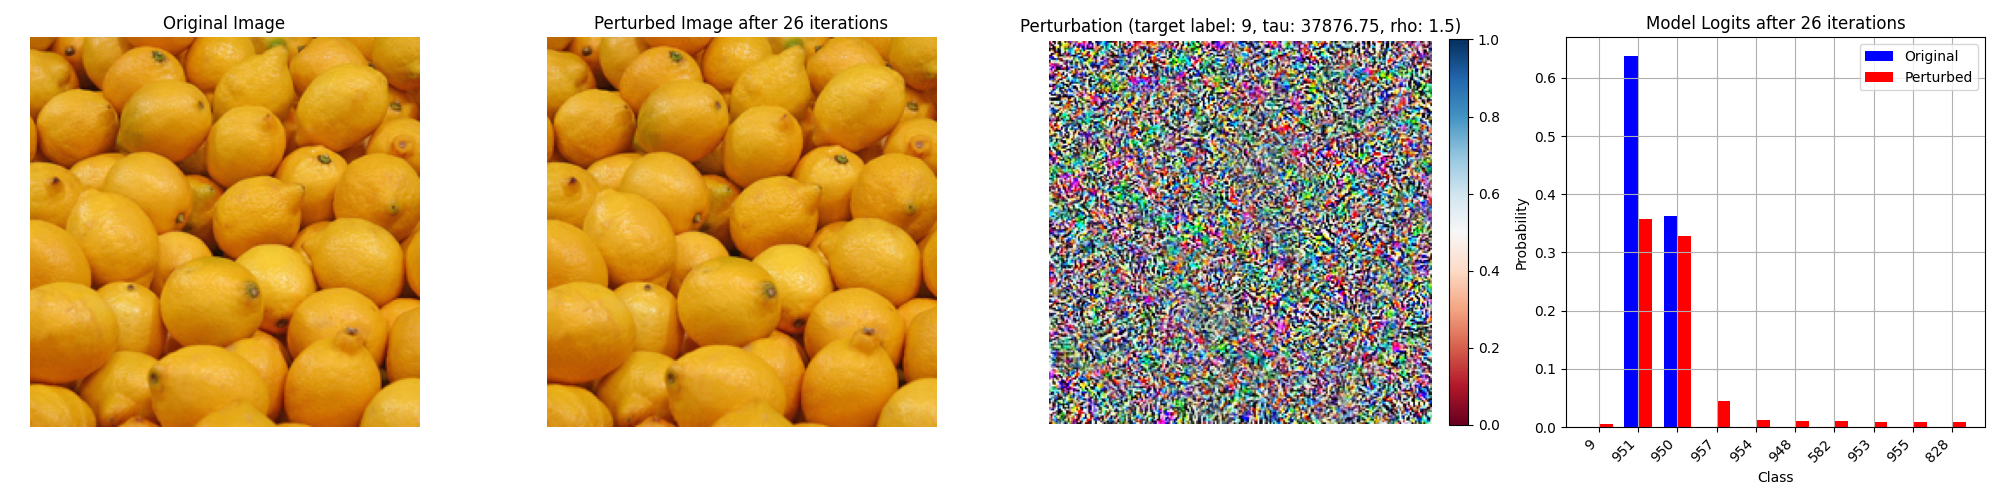 Original Image
Perturbed Image after 26 iterations
Perturbation (target label: 9, tau: 37876.75, rho: 1.5)
1.0
0.8
0.6
0.4
0.2
0.0
Model Logits after 26 iterations
Original
Perturbed
Probability
0.6
0.5
0.4
0.3
0.2
0.1
0.0
9
951
950
957
954
948
582
953
955
828
Class